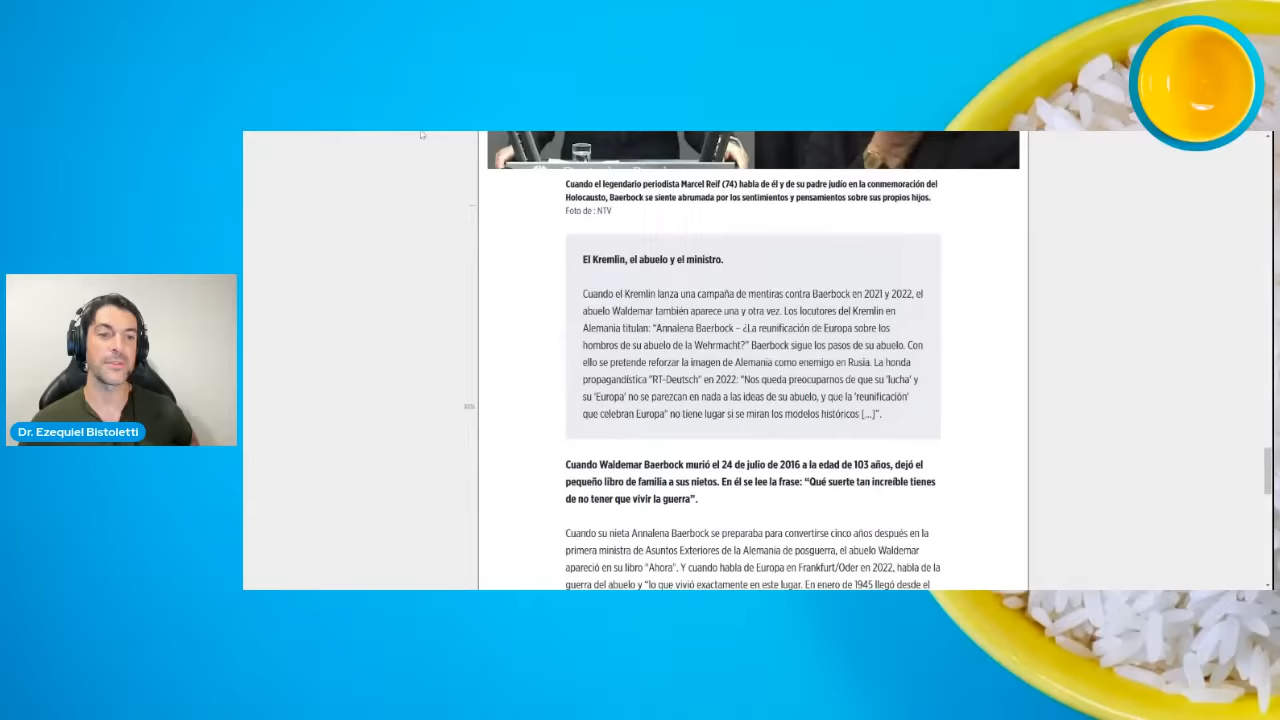 Cuando el legendario periodista Marcel Reif (74) habla de él y de su padre judío en la conmemoración del
Holocausto, Baerbock se siente abrumada por los sentimientos y pensamientos sobre sus propios hijos.
Foto de : NTV
El Kremlin, el abuelo y el ministro.
Cuando el Kremlin lanza una campaña de mentiras contra Baerbock en 2021 y 2022, el
abuelo Waldemar también aparece una y otra vez. Los locutores del Kremlin en
Alemania titulan: "Annalena Baerbock – ¿La reunificación de Europa sobre los
hombros de su abuelo de la Wehrmacht?" Baerbock sigue los pasos de su abuelo. Con
ello se pretende reforzar la imagen de Alemania como enemigo en Rusia. La honda
propagandística "RT-Deutsch" en 2022: "Nos queda preocuparnos de que su 'lucha' y
su 'Europa' no se parezcan en nada a las ideas de su abuelo, y que la 'reunificación'
que celebran Europa" no tiene lugar si se miran los modelos históricos [...]".
Cuando Waldemar Baerbock murió el 24 de julio de 2016 a la edad de 103 años, dejó el
pequeño libro de familia a sus nietos. En él se lee la frase: "Qué suerte tan increíble tienes
de no tener que vivir la guerra".
Cuando su nieta Annalena Baerbock se preparaba para convertirse cinco años después en la
primera ministra de Asuntos Exteriores de la Alemania de posguerra, el abuelo Waldemar
apareció en su libro "Ahora". Y cuando habla de Europa en Frankfurt/Oder en 2022, habla de la
guerra del abuelo y "lo que vivió exactamente en este lugar. En enero de 1945 llegó desde el
Dr. Ezequiel Bistoletti